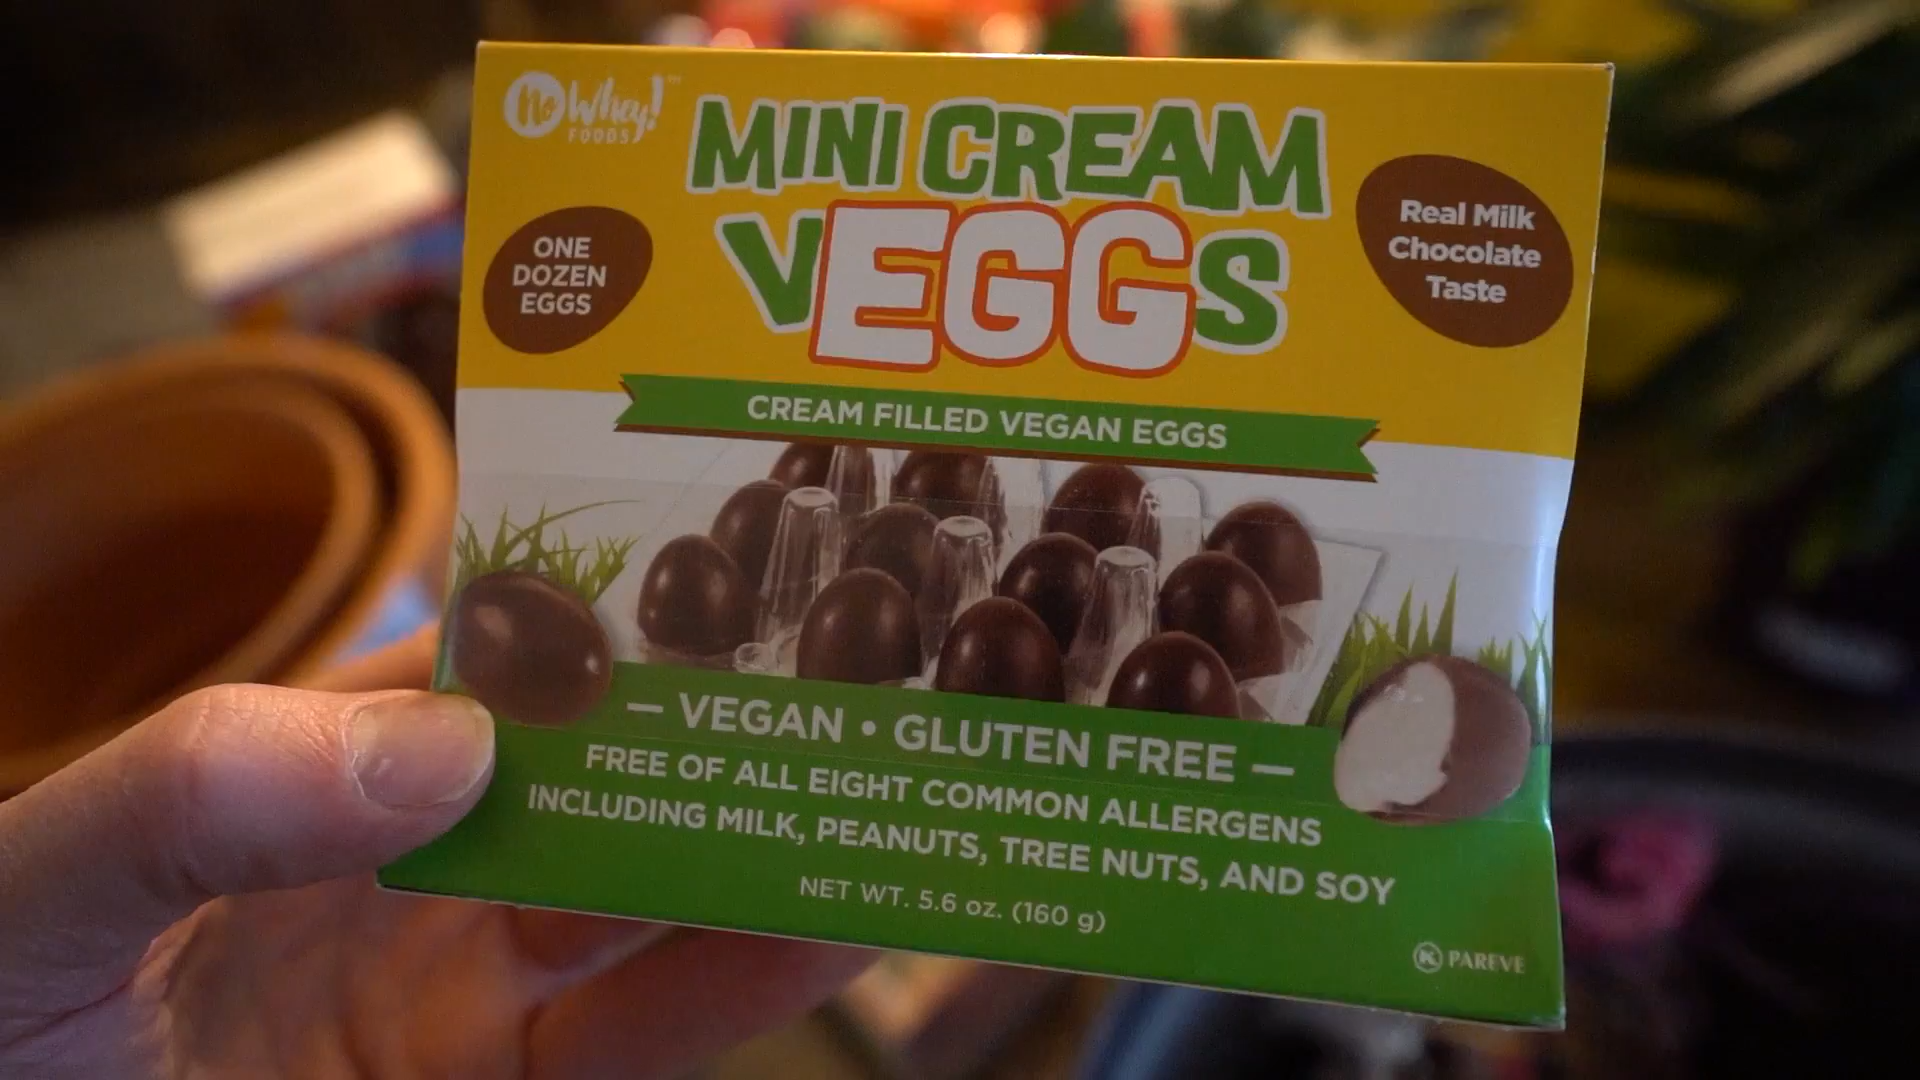 No Whey!™
FOODS
MINI CREAM
VEGGS
ONE
DOZEN
EGGS
Real Milk
Chocolate
Taste
CREAM FILLED VEGAN EGGS
— VEGAN • GLUTEN FREE —
FREE OF ALL EIGHT COMMON ALLERGENS
INCLUDING MILK, PEANUTS, TREE NUTS, AND SOY
NET WT. 5.6 oz. (160 g)
K PAREVE